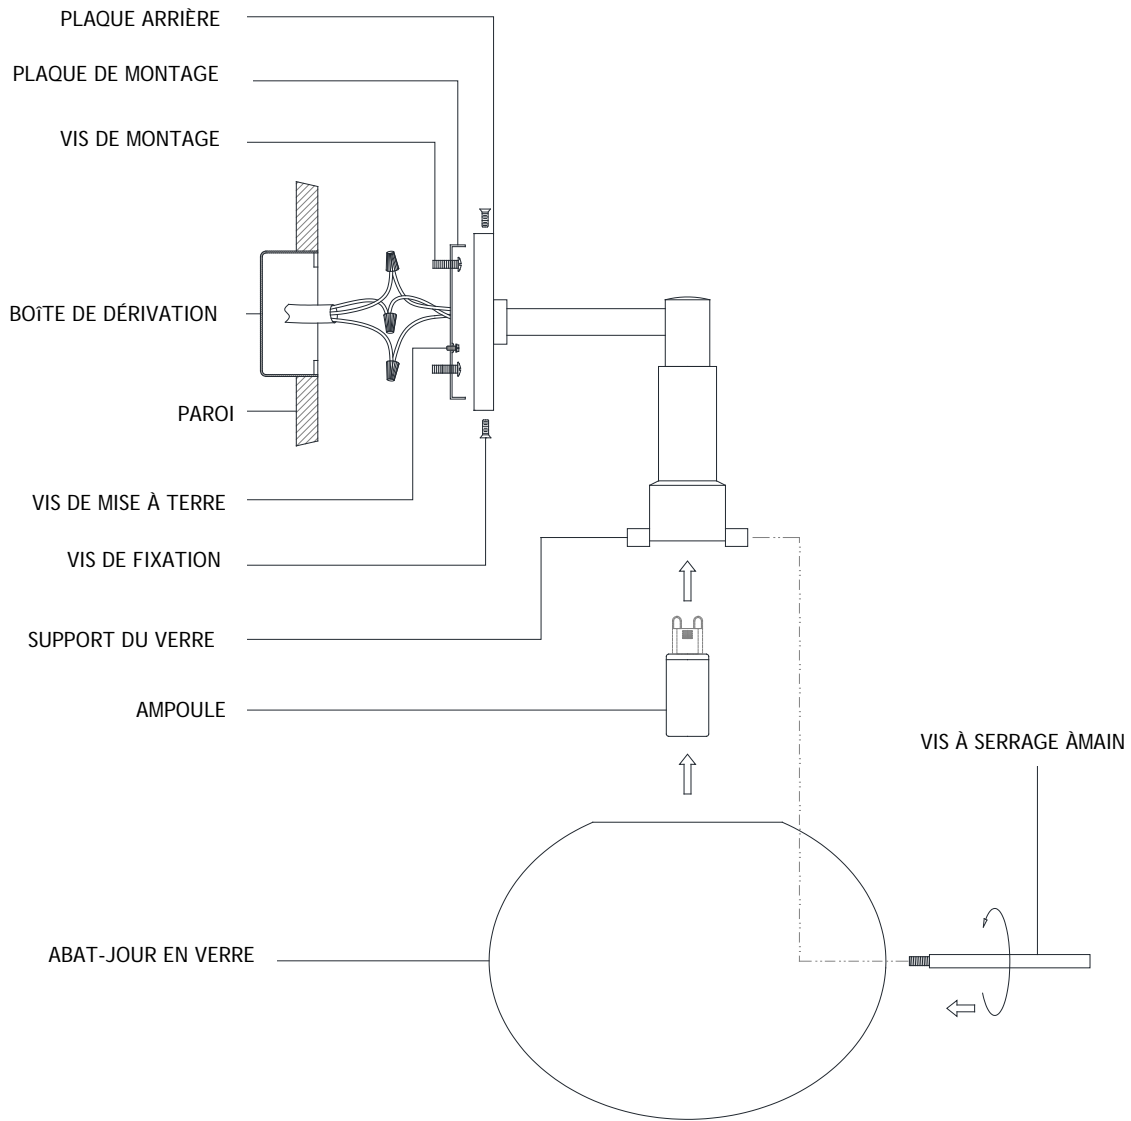 PLAQUE ARRIÈRE
PLAQUE DE MONTAGE
VIS DE MONTAGE
BOîTE DE DÉRIVATION
PAROI
VIS DE MISE À TERRE
VIS DE FIXATION
SUPPORT DU VERRE
AMPOULE
VIS À SERRAGE ÀMAIN
ABAT-JOUR EN VERRE